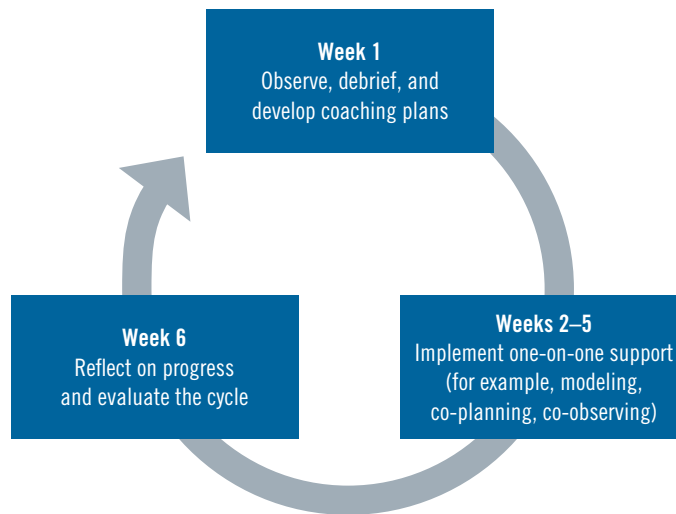 Week 1
Observe, debrief, and
develop coaching plans
Weeks 2–5
Implement one-on-one support
(for example, modeling,
co-planning, co-observing)
Week 6
Reflect on progress
and evaluate the cycle